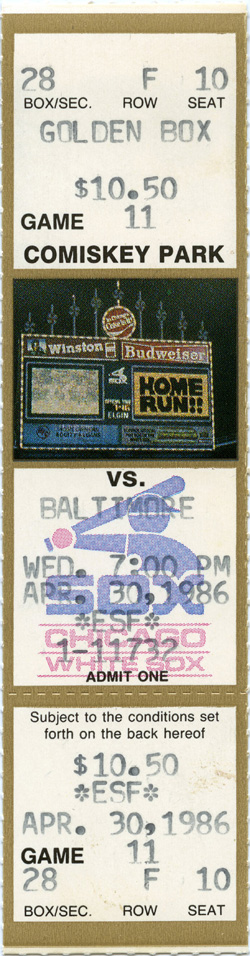 28 F 10
BOX/SEC. ROW SEAT
GOLDEN BOX
$10.50
GAME 11
COMISKEY PARK
Winston Budweiser
HOME
RUN!!
ELGIN
VS.
BALTIMORE
WED. 7:00 PM
APR. 30,1986
SOX
*ESF*
CHICAGO
1-11732
WHITE SOX
ADMIT ONE
Subject to the conditions set
forth on the back hereof
$10.50
*ESF*
APR. 30,1986
GAME 11
28 F 10
BOX/SEC. ROW SEAT